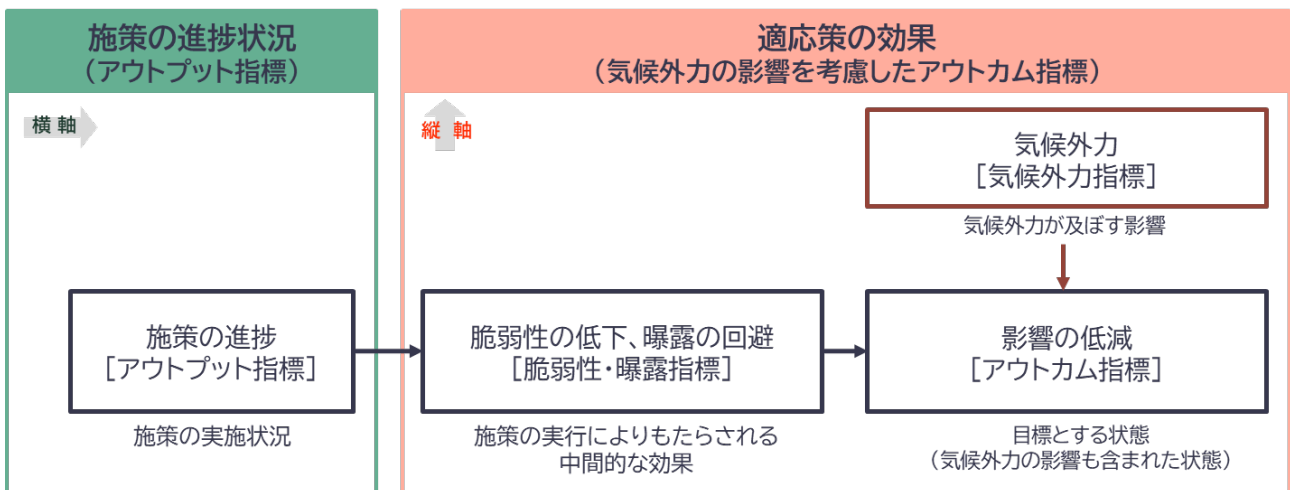 施策の進捗状況
（アウトプット指標）
横 軸
施策の進捗
［アウトプット指標］
施策の実施状況
適応策の効果
（気候外力の影響を考慮したアウトカム指標）
縦 軸
気候外力
［気候外力指標］
気候外力が及ぼす影響
脆弱性の低下、曝露の回避
［脆弱性・曝露指標］
施策の実行によりもたらされる
中間的な効果
影響の低減
［アウトカム指標］
目標とする状態
（気候外力の影響も含まれた状態）